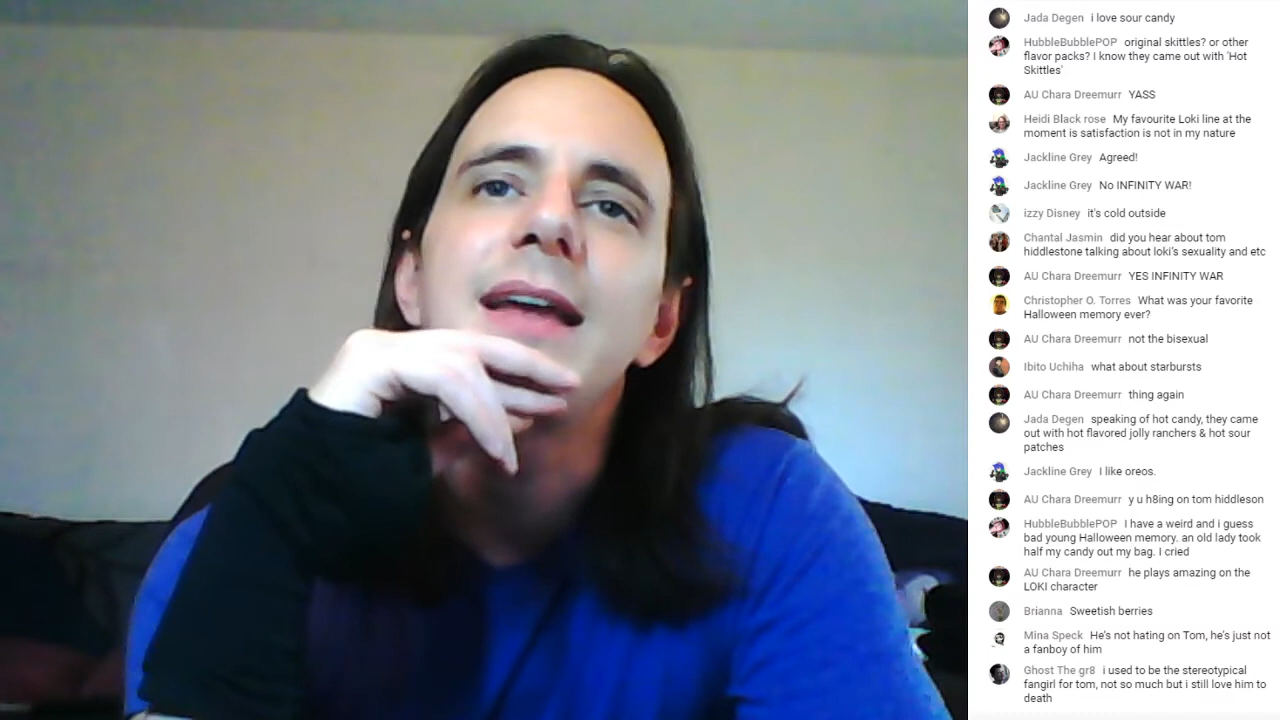 Jada Degen i love sour candy
HubbleBubblePOP original skittles? or other
flavor packs? I know they came out with 'Hot
Skittles'
AU Chara Dreemurr YASS
Heidi Black rose My favourite Loki line at the
moment is satisfaction is not in my nature
Jackline Grey Agreed!
Jackline Grey No INFINITY WAR!
izzy Disney it's cold outside
Chantal Jasmin did you hear about tom
hiddlestone talking about loki's sexuality and etc
AU Chara Dreemurr YES INFINITY WAR
Christopher O. Torres What was your favorite
Halloween memory ever?
AU Chara Dreemurr not the bisexual
Ibito Uchiha what about starbursts
AU Chara Dreemurr thing again
Jada Degen speaking of hot candy, they came
out with hot flavored jolly ranchers & hot sour
patches
Jackline Grey I like oreos.
AU Chara Dreemurr y u h8ing on tom hiddleson
HubbleBubblePOP I have a weird and i guess
bad young Halloween memory. an old lady took
half my candy out my bag. I cried
AU Chara Dreemurr he plays amazing on the
LOKI character
Brianna Sweetish berries
Mina Speck He's not hating on Tom, he's just not
a fanboy of him
Ghost The gr8 i used to be the stereotypical
fangirl for tom, not so much but i still love him to
death